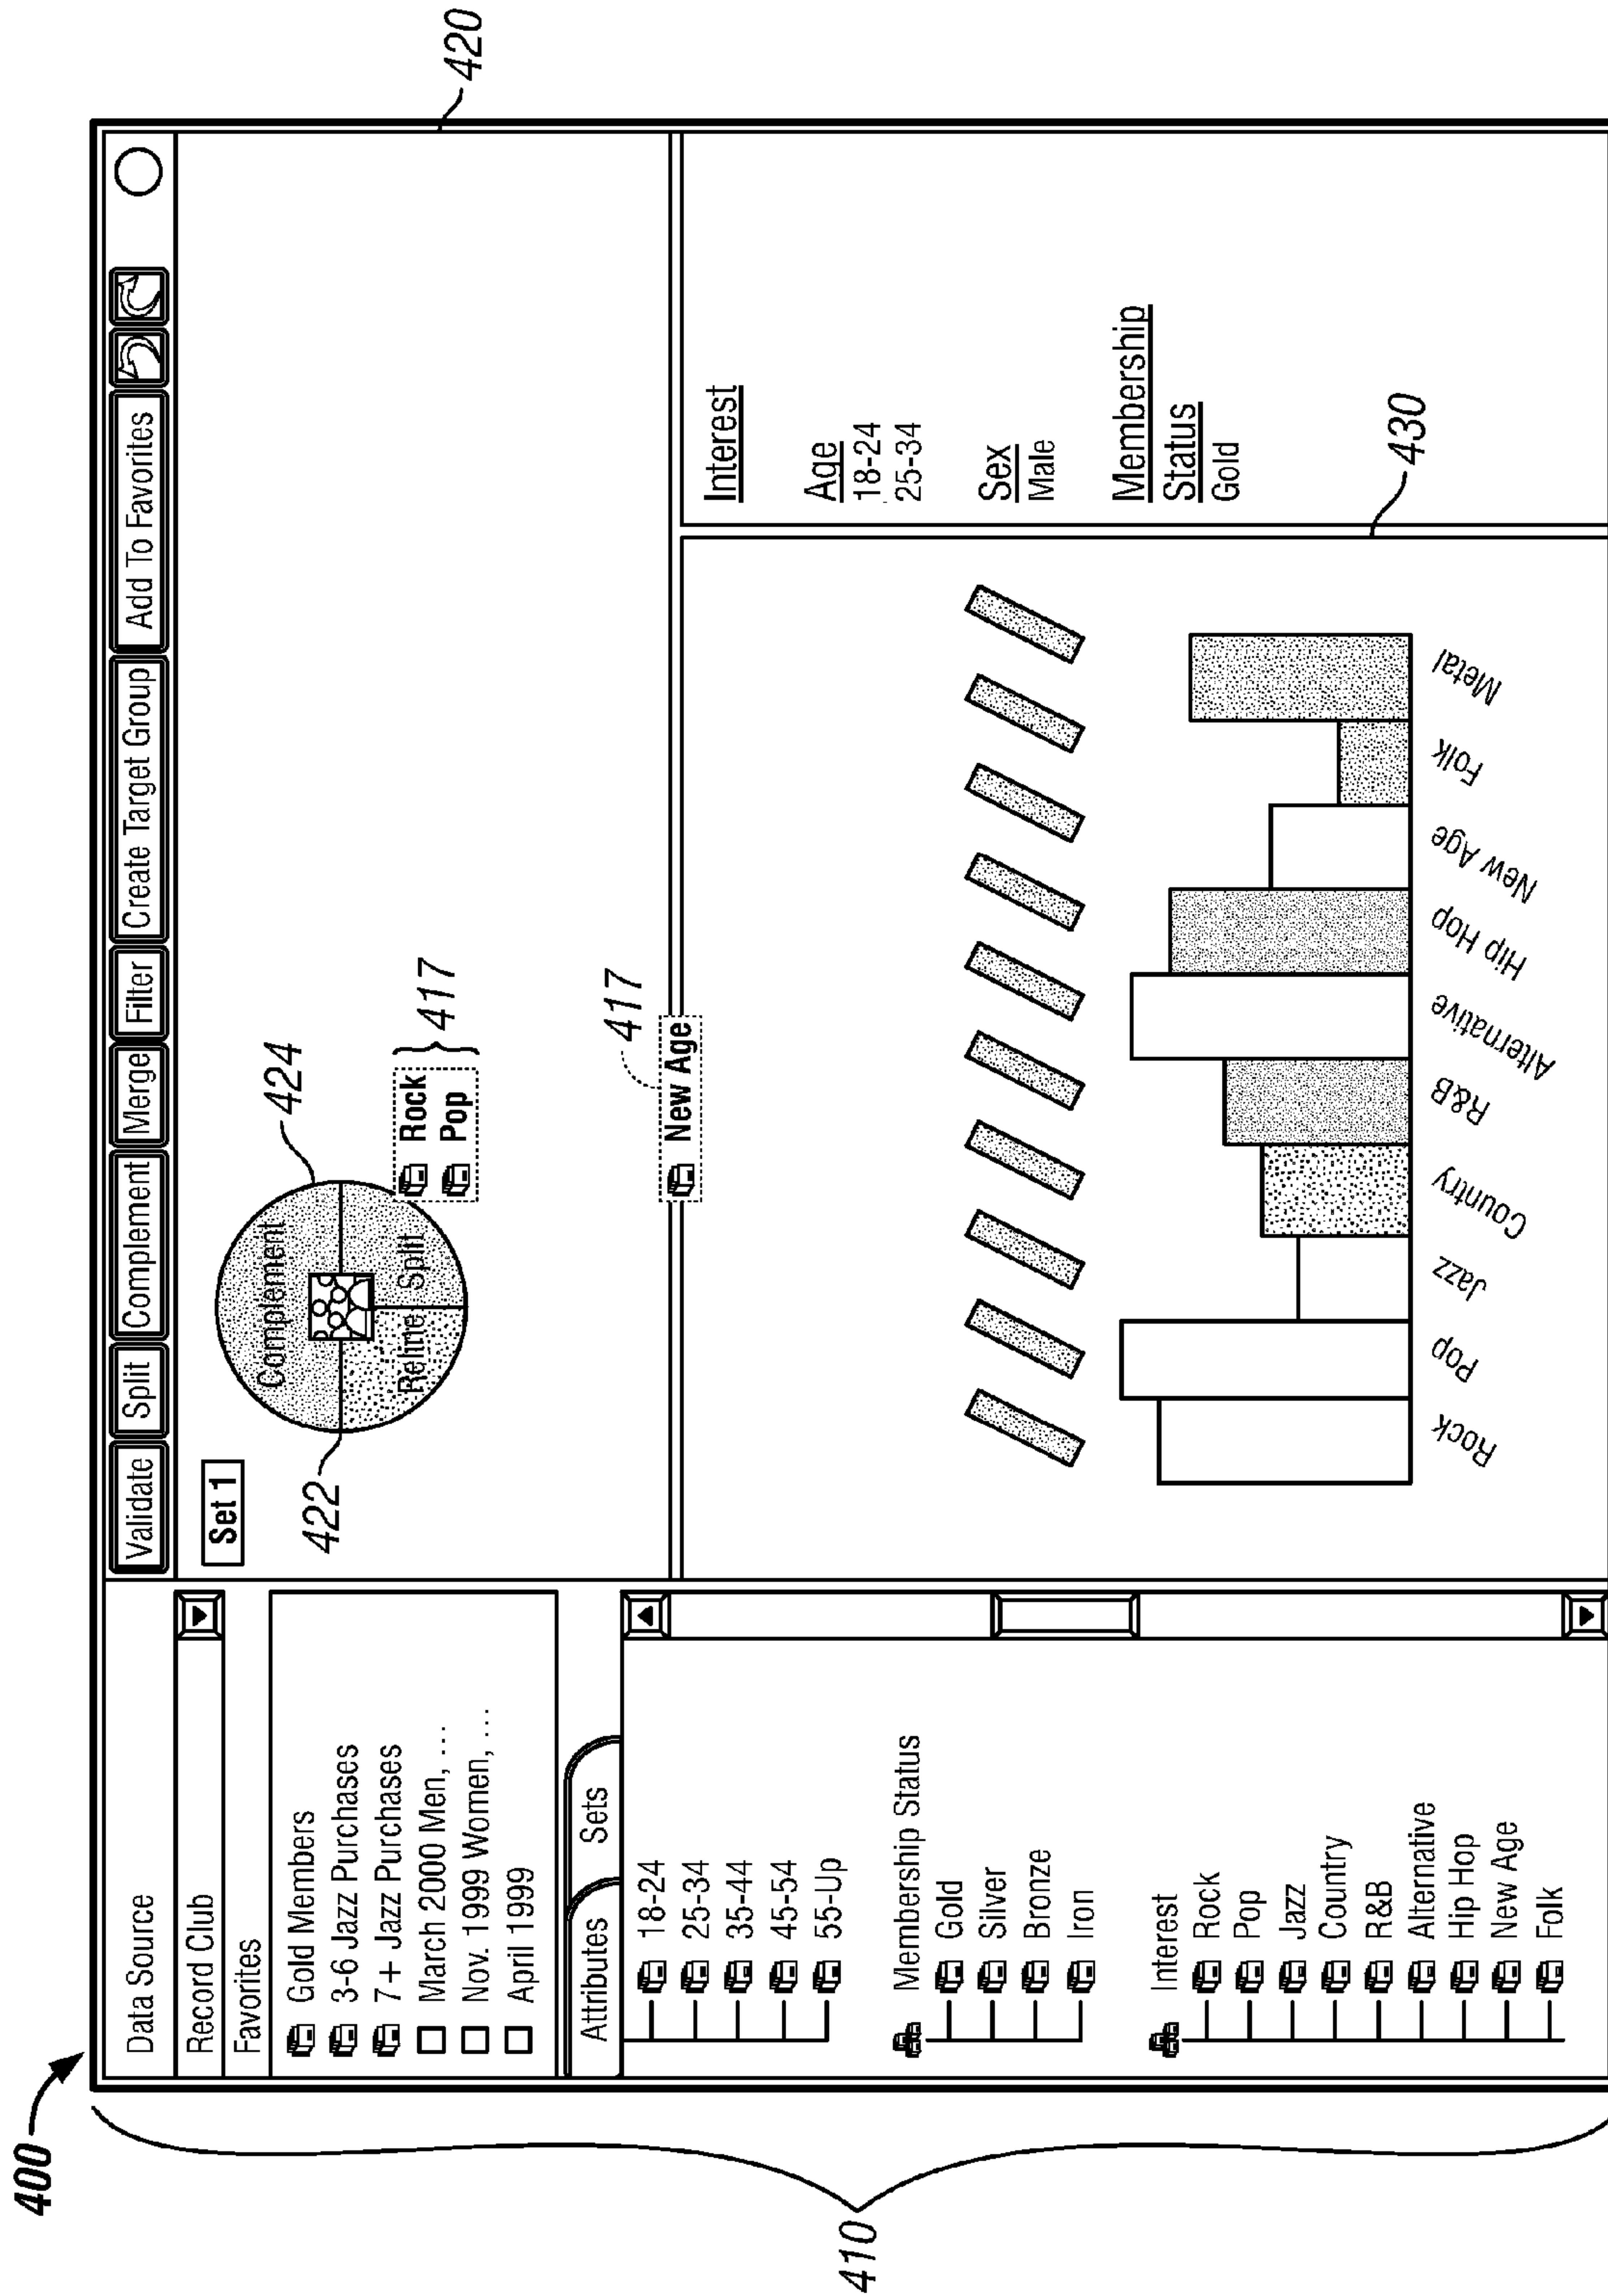 400
Data Source
Record Club
Favorites
Gold Members
3-6 Jazz Purchases
7+ Jazz Purchases
March 2000 Men, ...
Nov. 1999 Women, ...
April 1999
Attributes Sets
18-24
25-34
35-44
45-54
55-Up
Membership Status
Gold
Silver
Bronze
Iron
Interest
Rock
Pop
Jazz
Country
R&B
Alternative
Hip Hop
New Age
Folk
410
Validate Split Complement Merge Filter Create Target Group Add To Favorites
Set 1
422
424
Complement
Refine Split
Rock
Pop
417
420
417
New Age
Rock Pop Jazz Country R&B Alternative Hip Hop New Age Folk Metal
430
Interest
Age
18-24
25-34
Sex
Male
Membership
Status
Gold